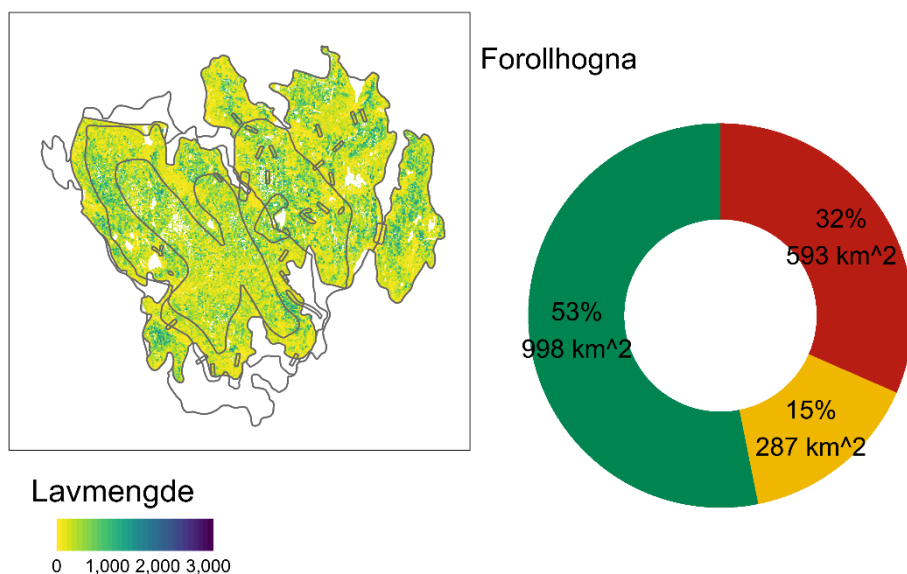 Forollhogna
32%
593 km^2
53%
998 km^2
15%
287 km^2
Lavmengde
0 1,000 2,000 3,000